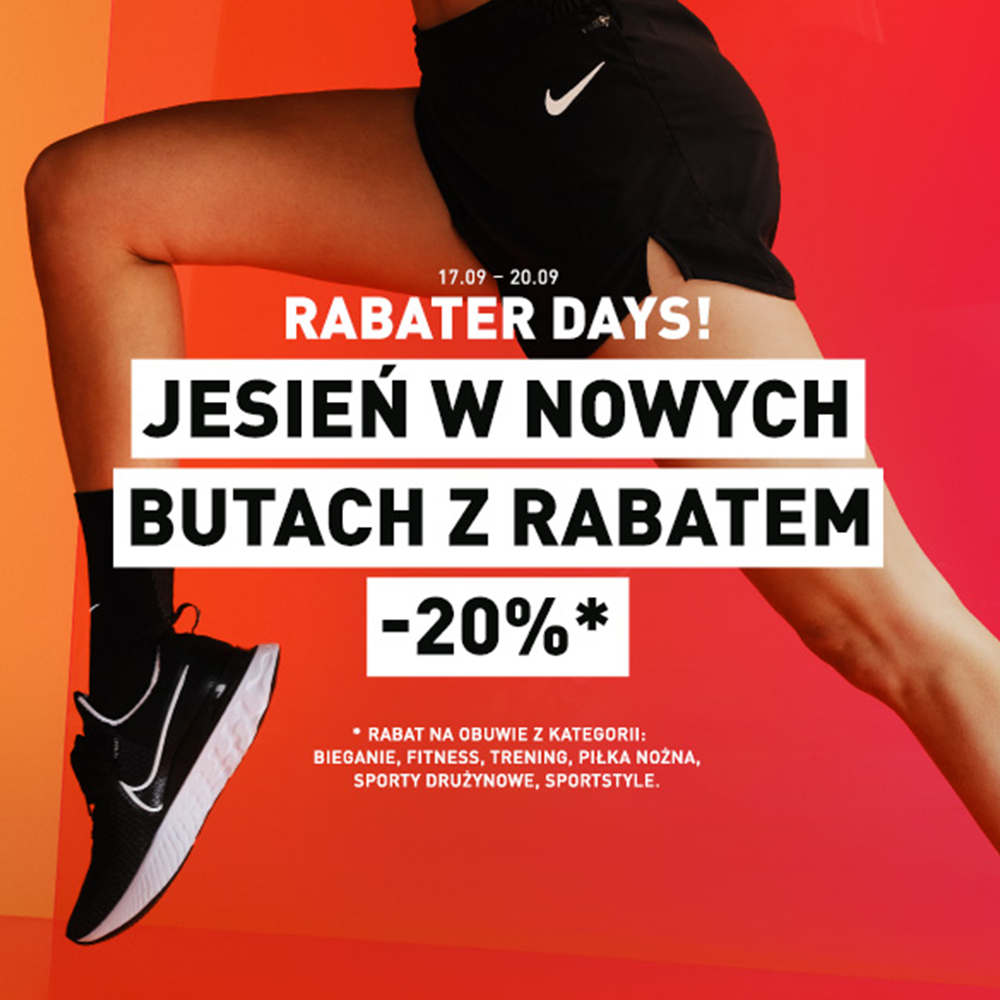 17.09 – 20.09
RABATER DAYS!
JESIEŃ W NOWYCH
BUTACH Z RABATEM
-20%*
* RABAT NA OBUWIE Z KATEGORII:
BIEGANIE, FITNESS, TRENING, PIŁKA NOŻNA,
SPORTY DRUŻYNOWE, SPORTSTYLE.